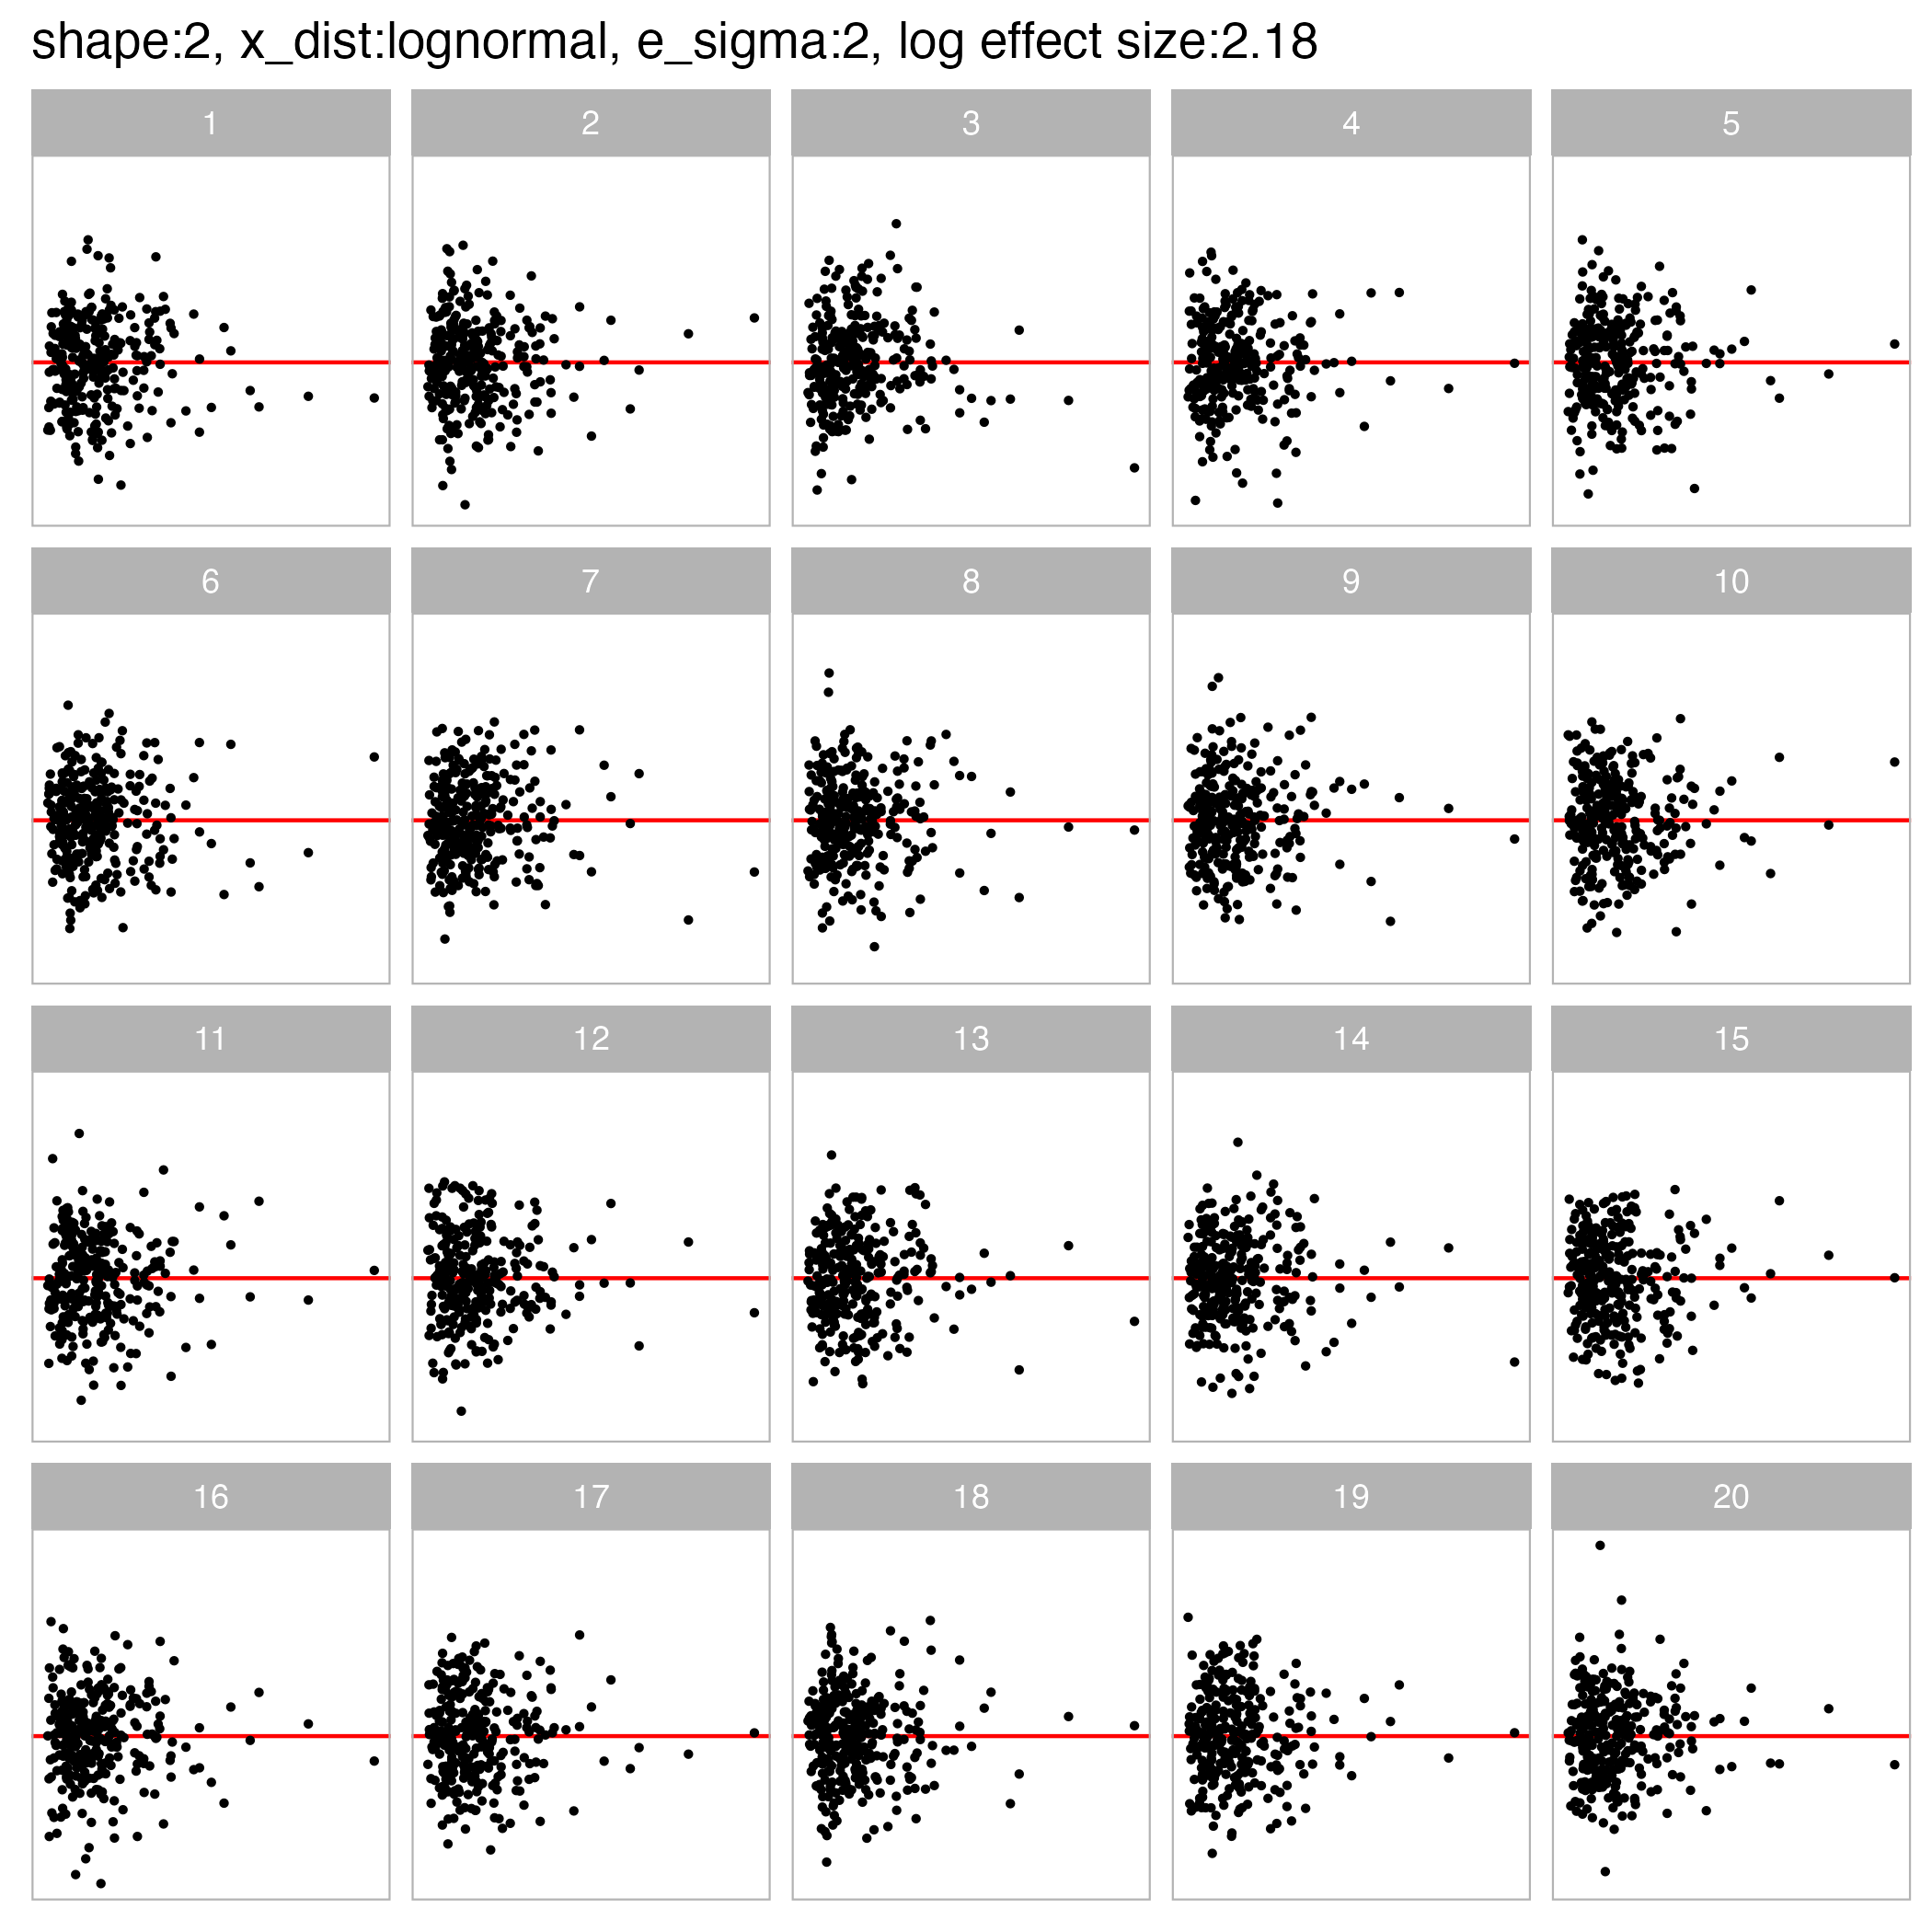 shape:2, x_dist:lognormal, e_sigma:2, log effect size:2.18
1 2 3 4 5
6 7 8 9 10
11 12 13 14 15
16 17 18 19 20